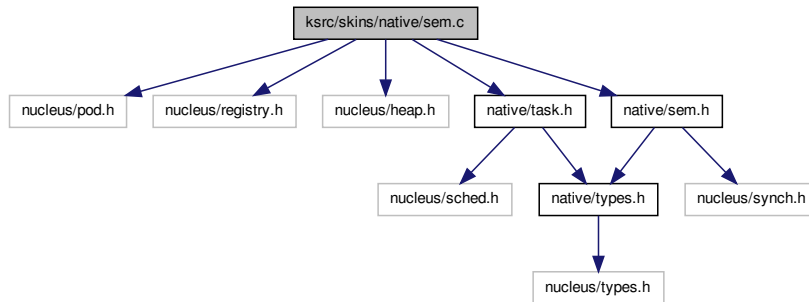 ksrc/skins/native/sem.c
nucleus/pod.h
nucleus/registry.h
nucleus/heap.h
native/task.h
native/sem.h
nucleus/sched.h
native/types.h
nucleus/synch.h
nucleus/types.h